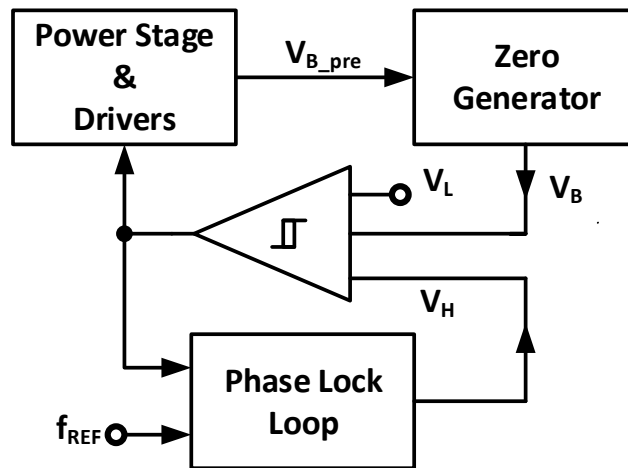 Power Stage
&
Drivers
V_B_pre
Zero
Generator
V_L
V_B
V_H
Phase Lock
Loop
f_REF